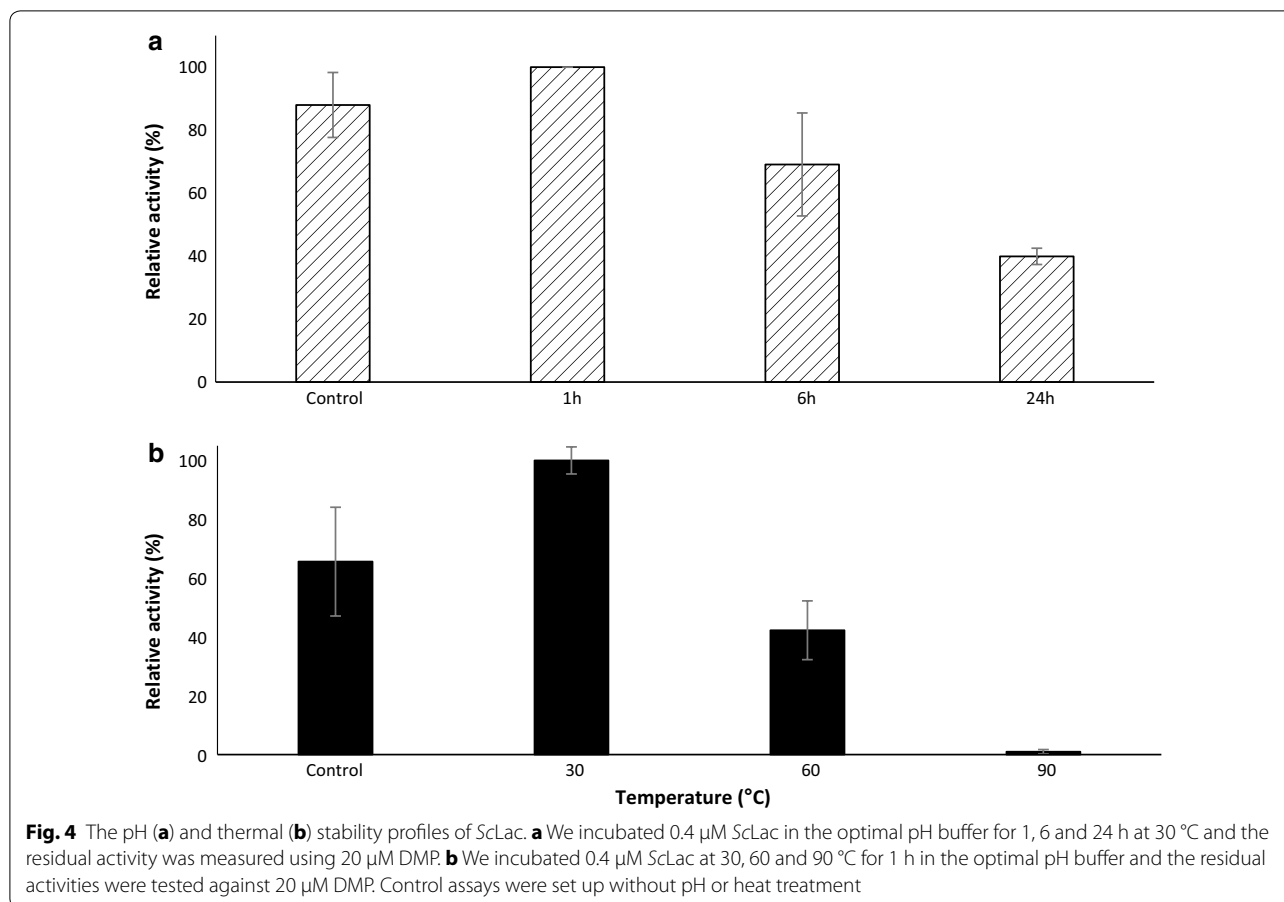 a
Relative activity (%)
100
80
60
40
20
0
Control 1h 6h 24h
b
Relative activity (%)
100
80
60
40
20
0
Control 30 60 90
Temperature (°C)
Fig. 4 The pH (a) and thermal (b) stability profiles of ScLac. a We incubated 0.4 µM ScLac in the optimal pH buffer for 1, 6 and 24 h at 30 °C and the
residual activity was measured using 20 µM DMP. b We incubated 0.4 µM ScLac at 30, 60 and 90 °C for 1 h in the optimal pH buffer and the residual
activities were tested against 20 µM DMP. Control assays were set up without pH or heat treatment